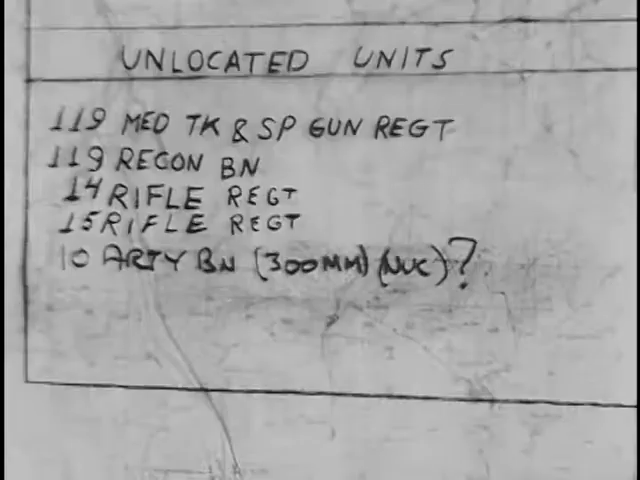 UNLOCATED UNITS
119 MED TK & SP GUN REGT
119 RECON BN
14 RIFLE REGT
15 RIFLE REGT
10 ARTY BN (300MM) (NUC)?